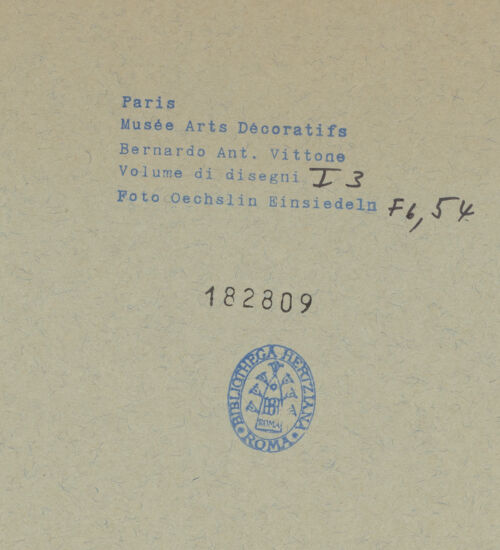 Paris
Musée Arts Décoratifs
Bernardo Ant. Vittone
Volume di disegni I 3
Foto Oechslin Einsiedeln F6, 54
182809
BIBLIOTHECA HERTZIANA
ROMA
ROMA